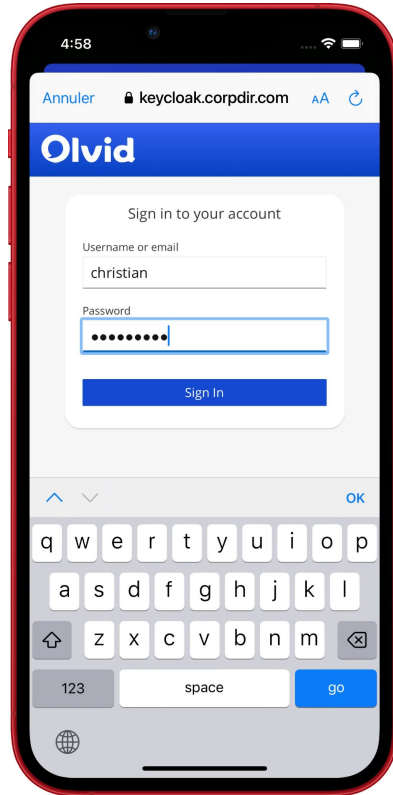 4:58
Annuler keycloak.corpdir.com AA
Olvid
Sign in to your account
Username or email
christian
Password
•••••••••
Sign In
OK
q w e r t y u i o p
a s d f g h j k l
z x c v b n m
123 space go